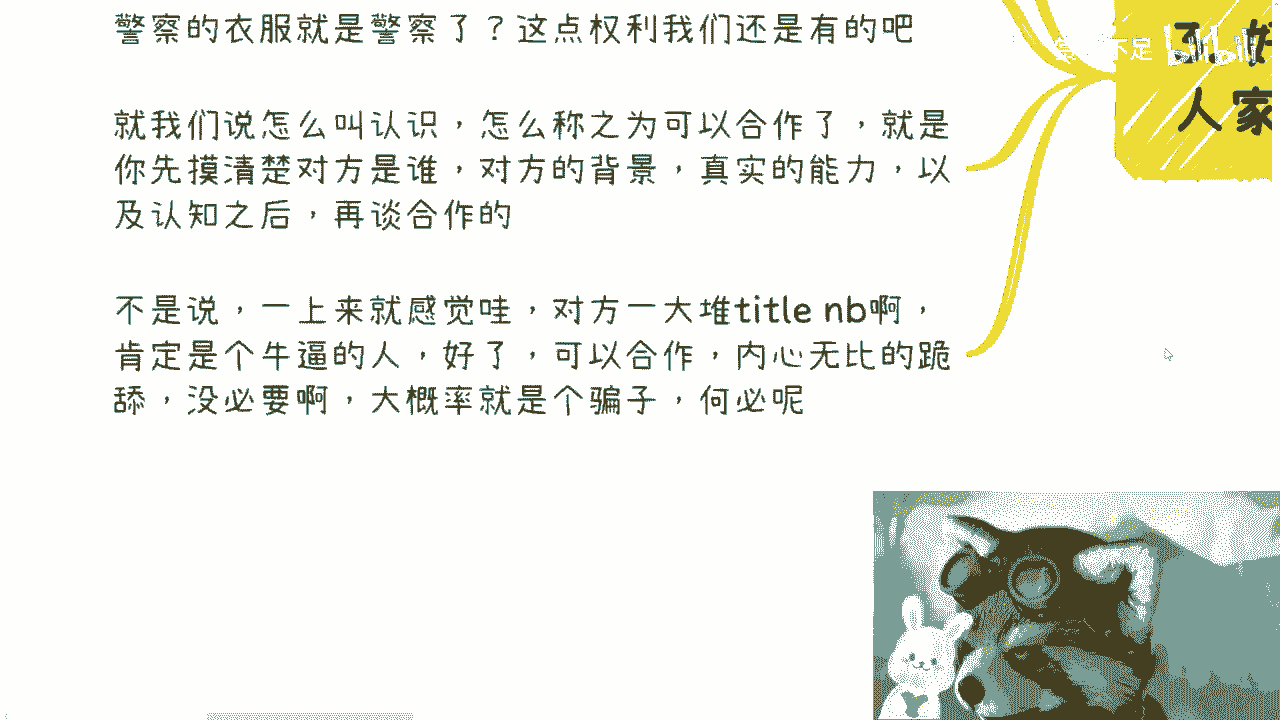 警察的衣服就是警察了？这点权利我们还是有的吧
就我们说怎么叫认识，怎么称之为可以合作了，就是
你先摸清楚对方是谁，对方的背景，真实的能力，以
及认知之后，再谈合作的
不是说，一上来就感觉哇，对方一大堆title nb啊，
肯定是个牛逼的人，好了，可以合作，内心无比的跪
舔，没必要啊，大概率就是个骗子，何必呢
不足 bilibili
人家